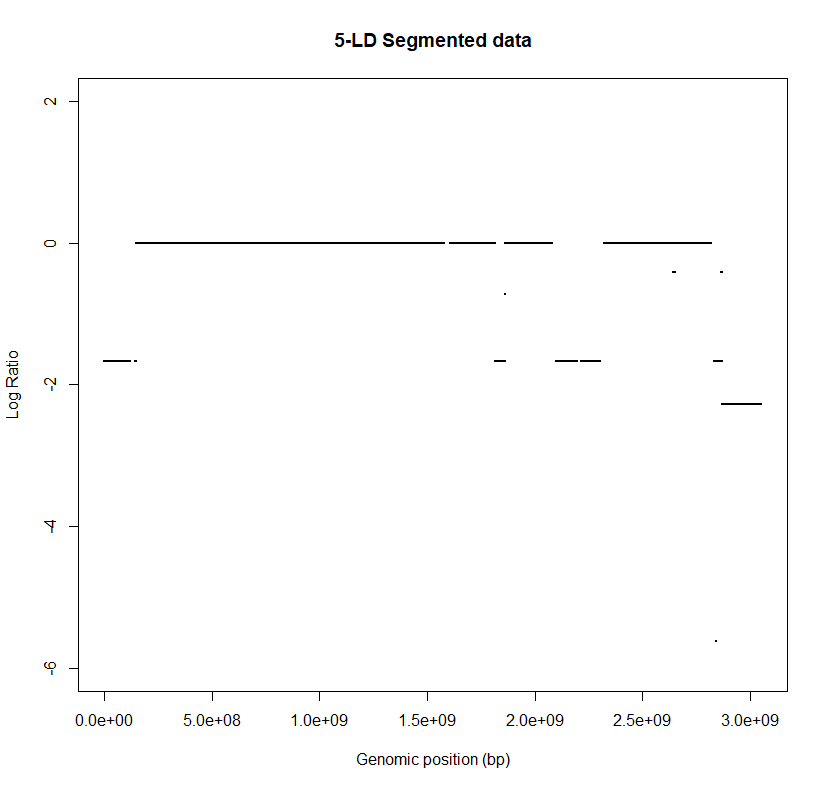 5-LD Segmented data
2
0
-2
-4
-6
Log Ratio
0.0e+00 5.0e+08 1.0e+09 1.5e+09 2.0e+09 2.5e+09 3.0e+09
Genomic position (bp)